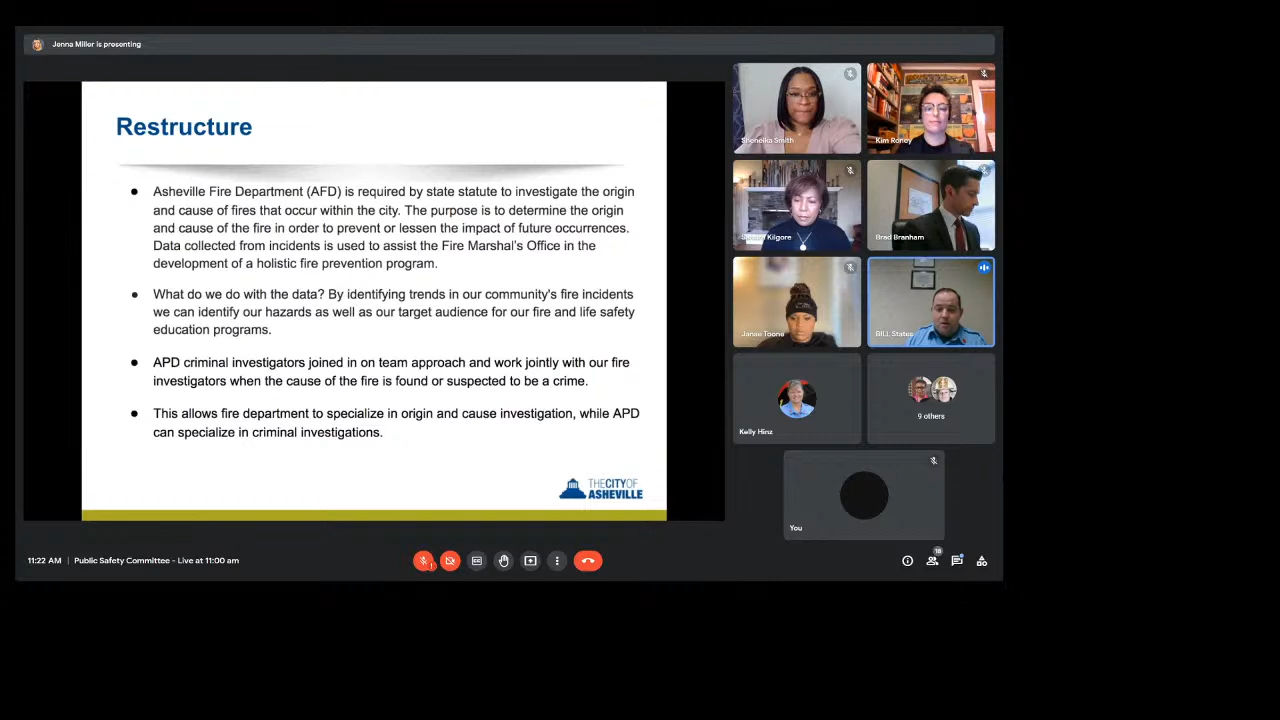 Jenna Miller is presenting
Restructure
● Asheville Fire Department (AFD) is required by state statute to investigate the origin
and cause of fires that occur within the city. The purpose is to determine the origin
and cause of the fire in order to prevent or lessen the impact of future occurrences.
Data collected from incidents is used to assist the Fire Marshal's Office in the
development of a holistic fire prevention program.
● What do we do with the data? By identifying trends in our community's fire incidents
we can identify our hazards as well as our target audience for our fire and life safety
education programs.
● APD criminal investigators joined in on team approach and work jointly with our fire
investigators when the cause of the fire is found or suspected to be a crime.
● This allows fire department to specialize in origin and cause investigation, while APD
can specialize in criminal investigations.
THE CITY OF
ASHEVILLE
Sheneika Smith
Kim Roney
Kilgore
Brad Branham
Janae Toone
BILL States
Kelly Hinz
9 others
You
11:22 AM | Public Safety Committee - Live at 11:00 am
18